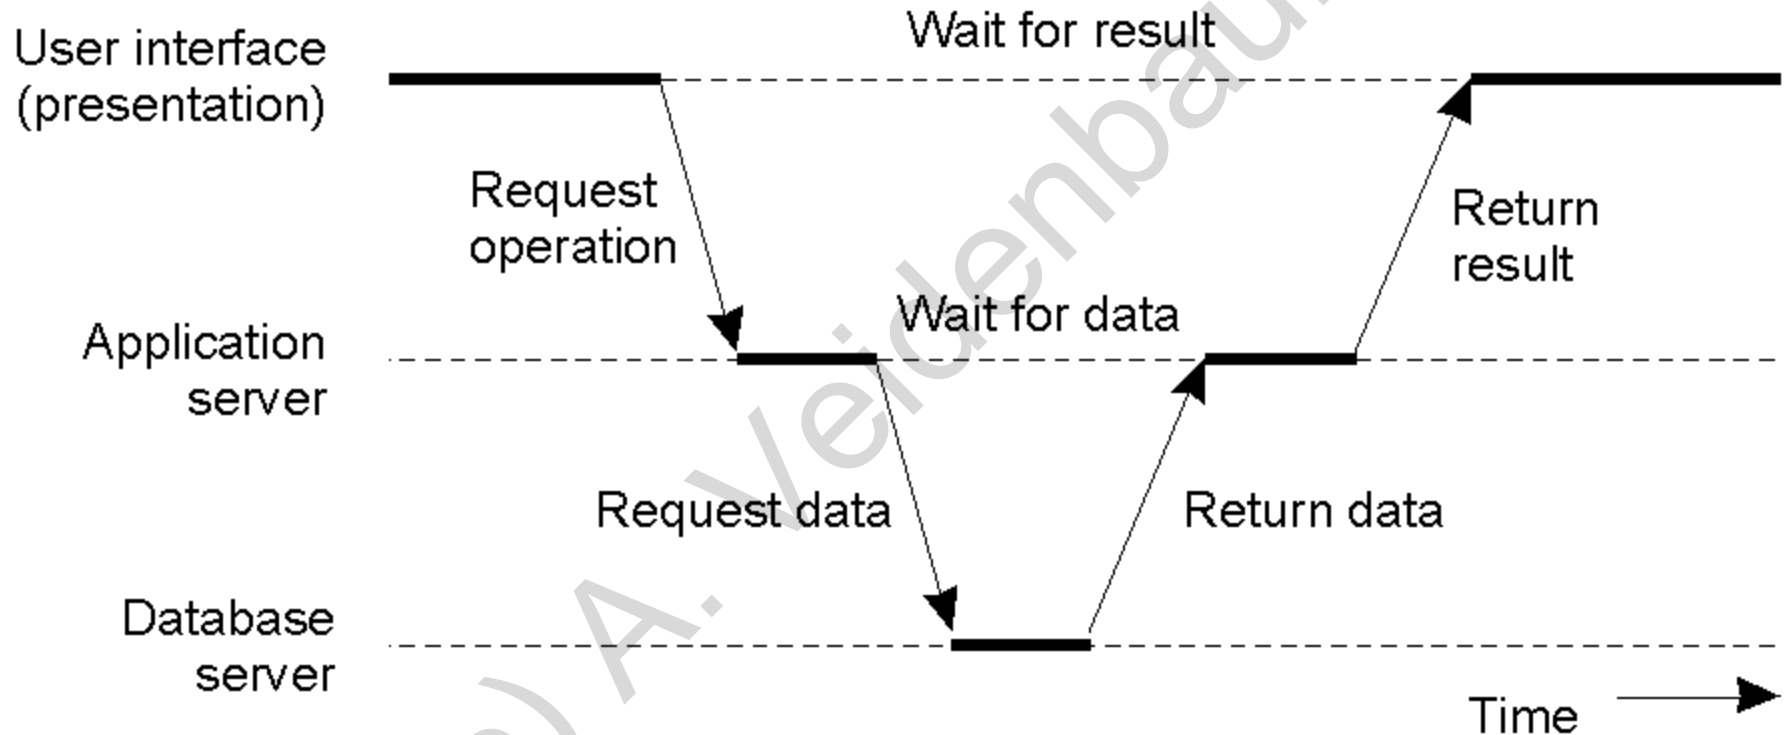 Wait for result
User interface
(presentation)
Request
operation
Return
result
Wait for data
Application
server
Request data
Return data
Database
server
Time
) A. Veidenbau